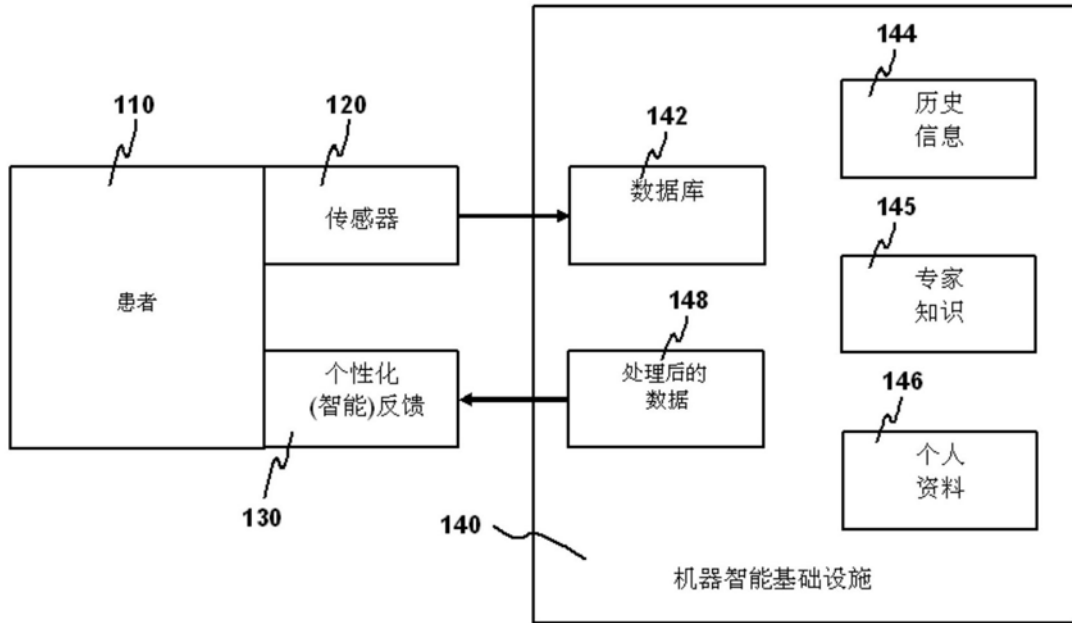 144
历史
信息
110
120
142
传感器
数据库
145
专家
知识
患者
148
个性化
(智能)反馈
处理后的
数据
146
个人
资料
130
140
机器智能基础设施